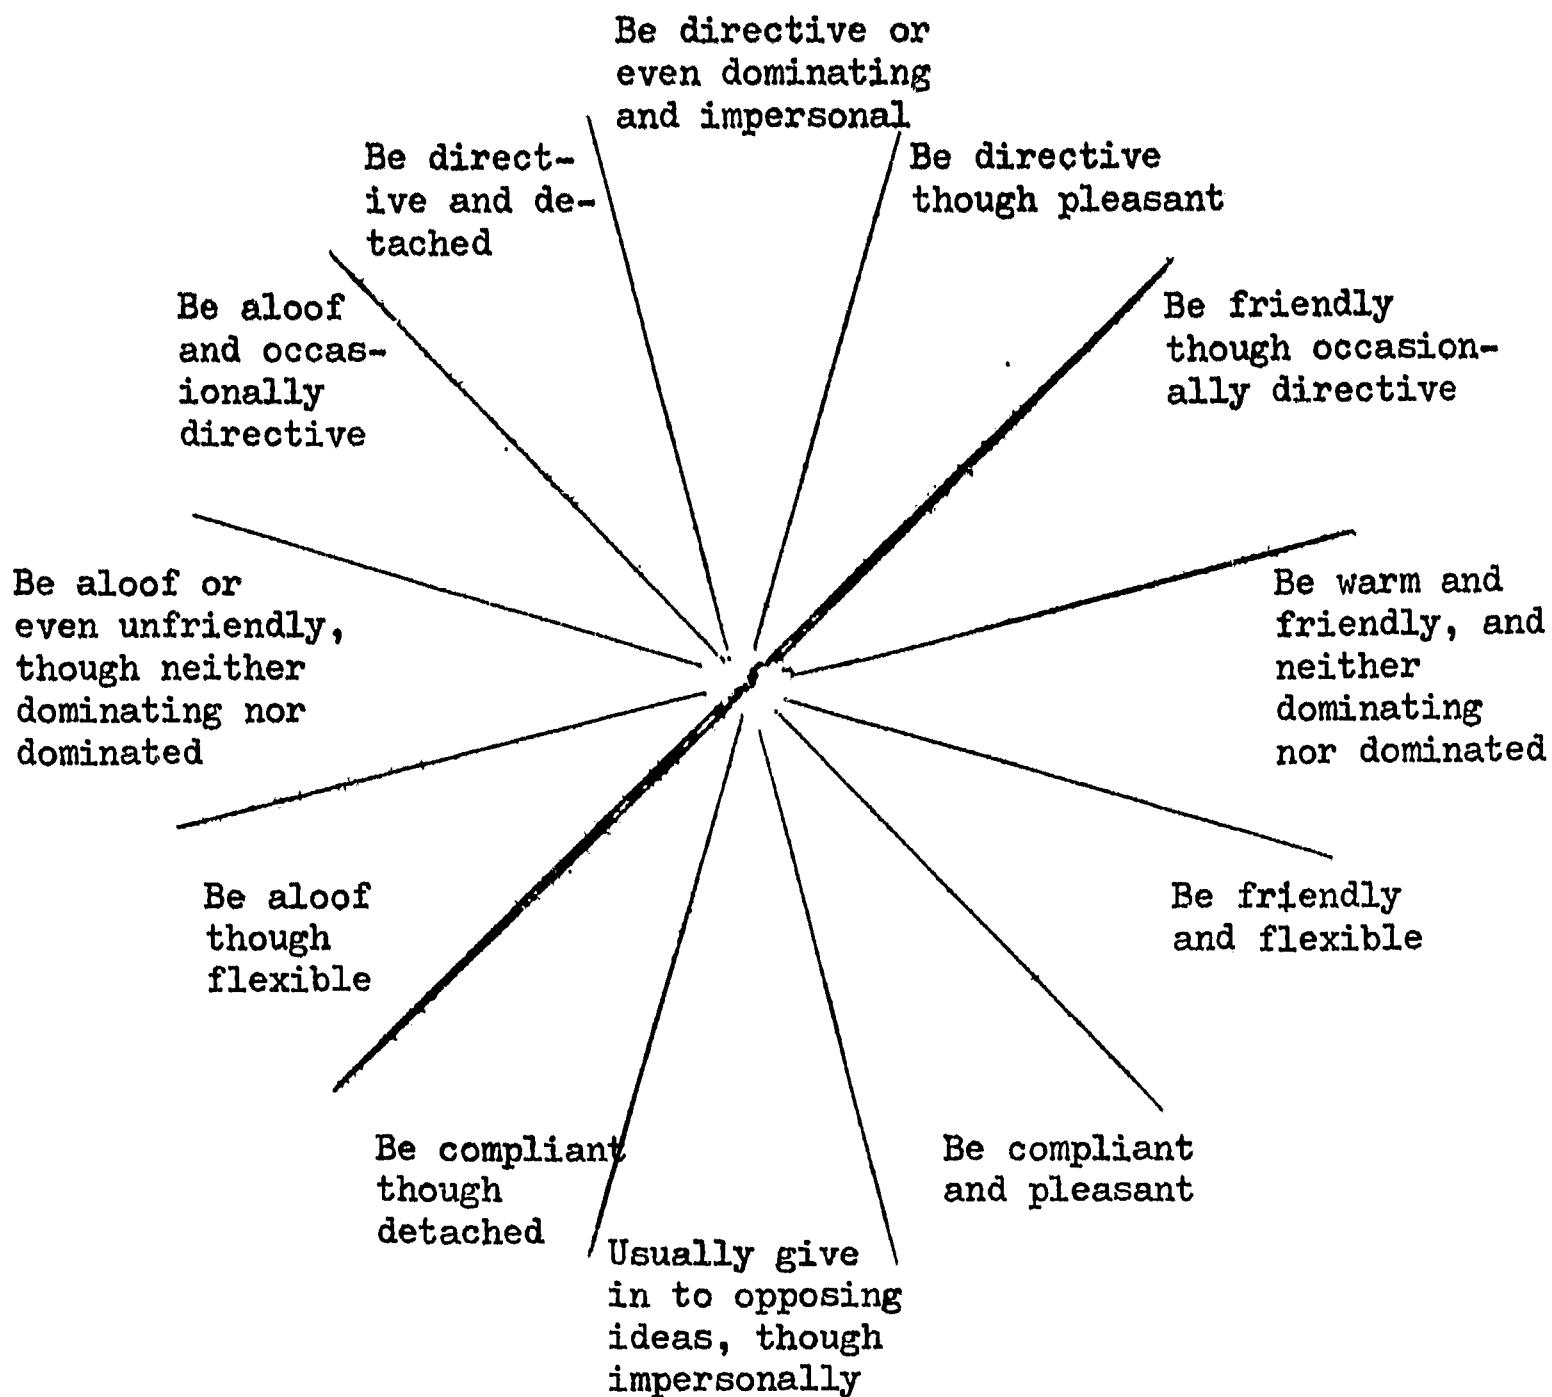 Be directive or
even dominating
and impersonal
Be direct-
ive and de-
tached
Be directive
though pleasant
Be aloof
and occas-
ionally
directive
Be friendly
though occasion-
ally directive
Be aloof or
even unfriendly,
though neither
dominating nor
dominated
Be warm and
friendly, and
neither
dominating
nor dominated
Be aloof
though
flexible
Be friendly
and flexible
Be compliant
though
detached
Be compliant
and pleasant
Usually give
in to opposing
ideas, though
impersonally